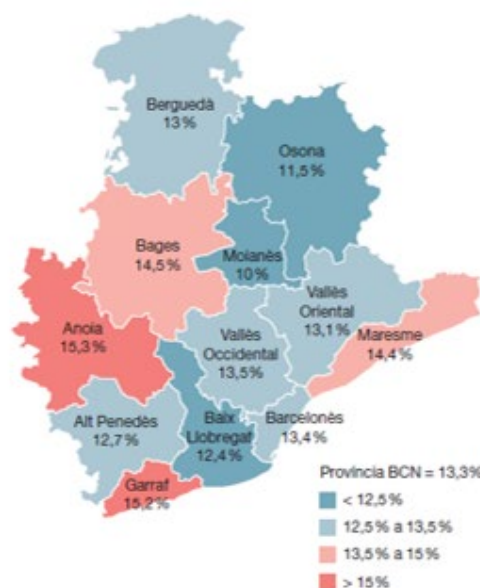 Berguedà
13%
Osona
11,5%
Bages
14,5%
Moianès
10%
Vallès
Oriental
13,1%
Maresme
14,4%
Anoia
15,3%
Vallès
Occidental
13,5%
Alt Penedès
12,7%
Baix
Llobregat
12,4%
Barcelonès
13,4%
Garraf
15,2%
Província BCN = 13,3%
< 12,5%
12,5% a 13,5%
13,5% a 15%
> 15%